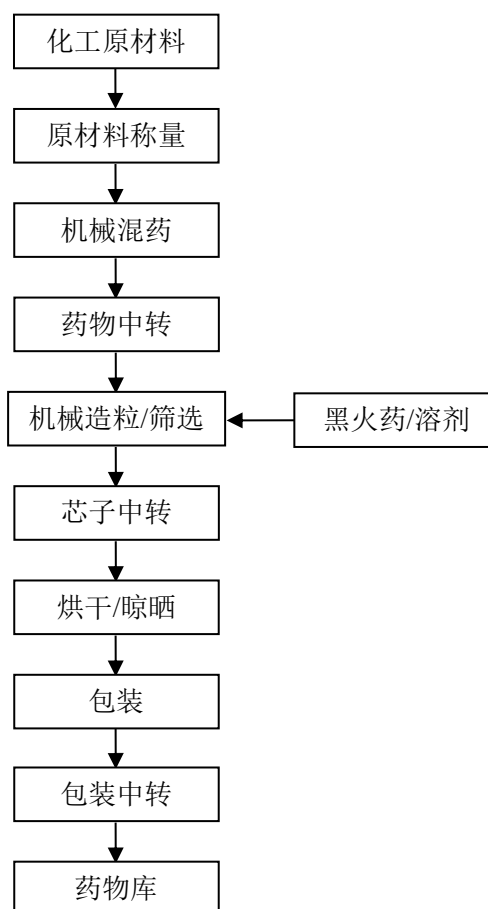 化工原材料
原材料称量
机械混药
药物中转
机械造粒/筛选
黑火药/溶剂
芯子中转
烘干/晾晒
包装
包装中转
药物库